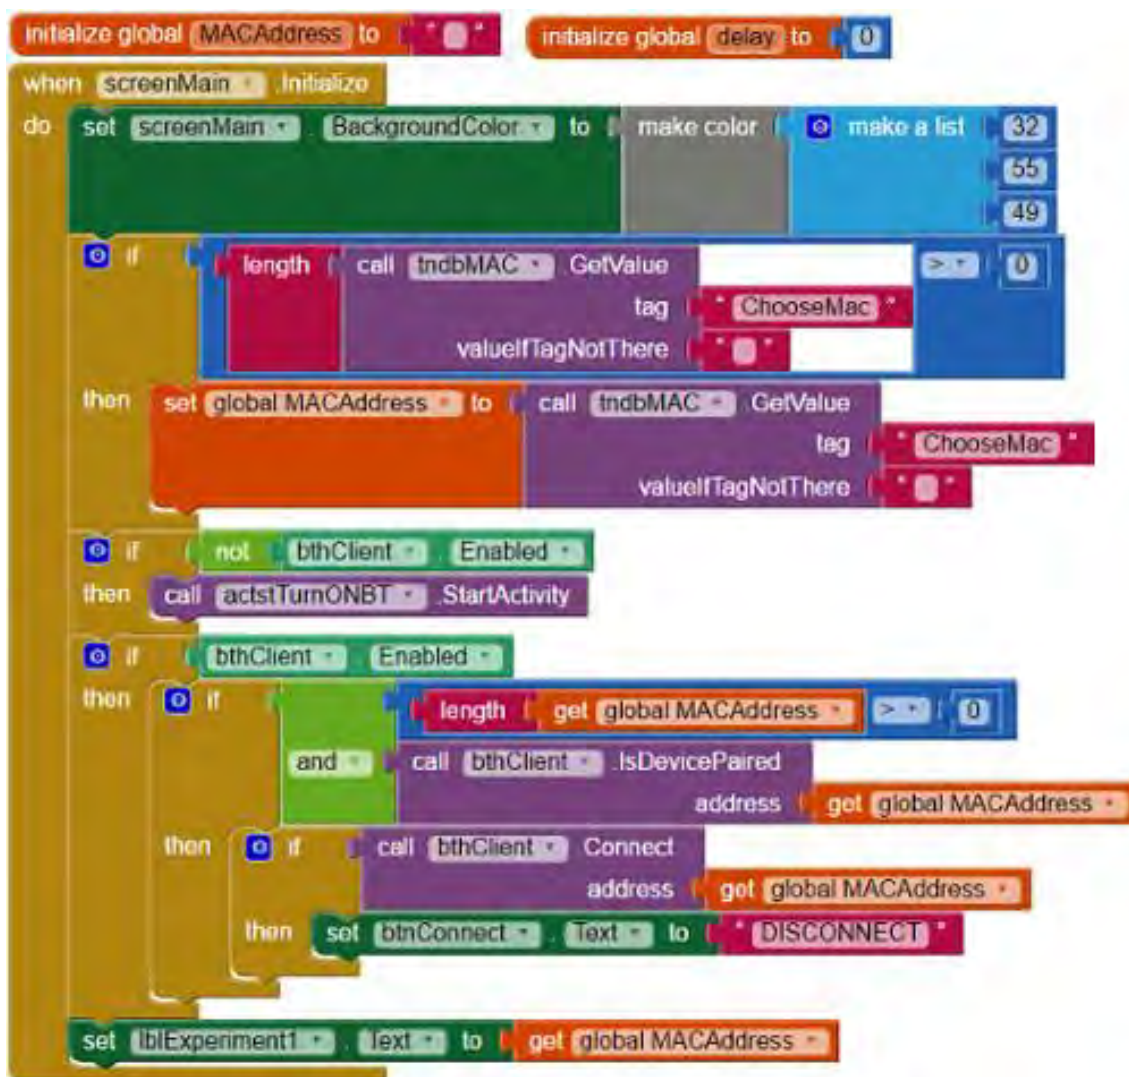 initialize global MACAddress to " " initialize global delay to 0
when screenMain .Initialize
do set screenMain . BackgroundColor to make color make a list 32
55
49
if length call tndbMAC .GetValue > 0
tag "ChooseMac"
valueIfTagNotThere " "
then set global MACAddress to call tndbMAC .GetValue
tag "ChooseMac"
valueIfTagNotThere " "
if not bthClient . Enabled
then call actstTurnONBT .StartActivity
if bthClient . Enabled
then if length get global MACAddress > 0
and call bthClient .IsDevicePaired
address get global MACAddress
then if call bthClient .Connect
address get global MACAddress
then set btnConnect . Text to "DISCONNECT"
set lblExperiment1 . Text to get global MACAddress